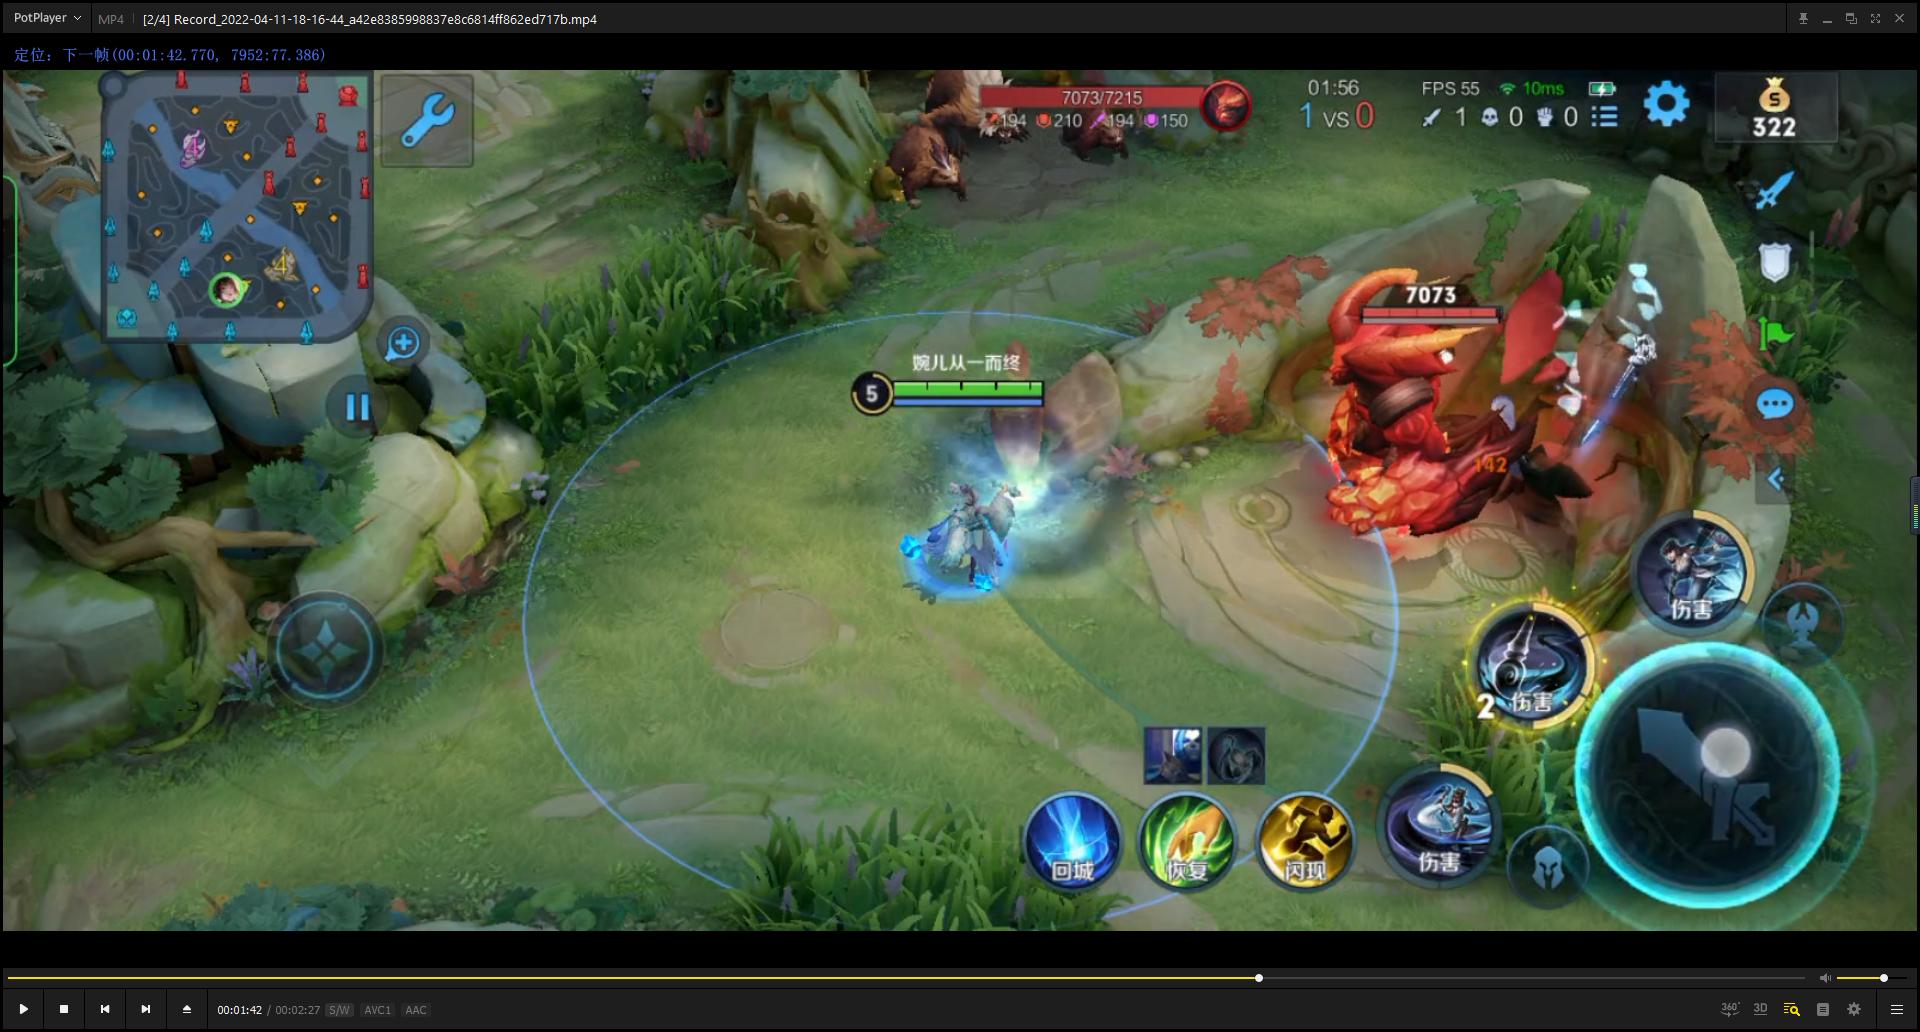 PotPlayer MP4 [2/4] Record_2022-04-11-18-16-44_a42e8385998837e8c6814ff862ed717b.mp4
定位: 下一帧(00:01:42.770, 7952:77.386)
7073/7215
194 210 194 150
01:56
1 VS 0
FPS 55 10ms
1 0 0
S
322
4
4
7073
婉儿从一而终
5
142
伤害
2 伤害
伤害
回城
恢复
闪现
00:01:42 / 00:02:27 S/W AVC1 AAC
360° 3D